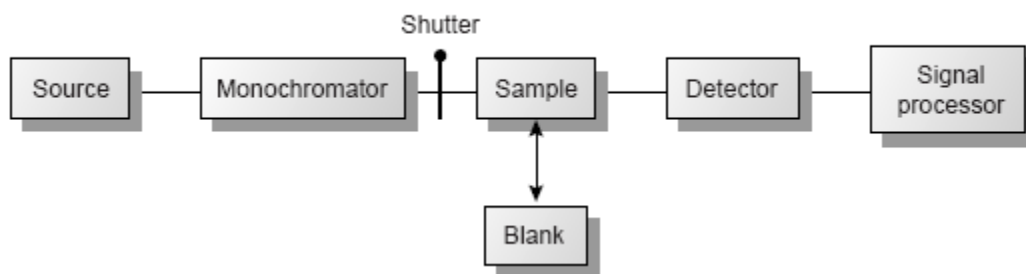 Shutter
Source
Monochromator
Sample
Detector
Signal
processor
Blank